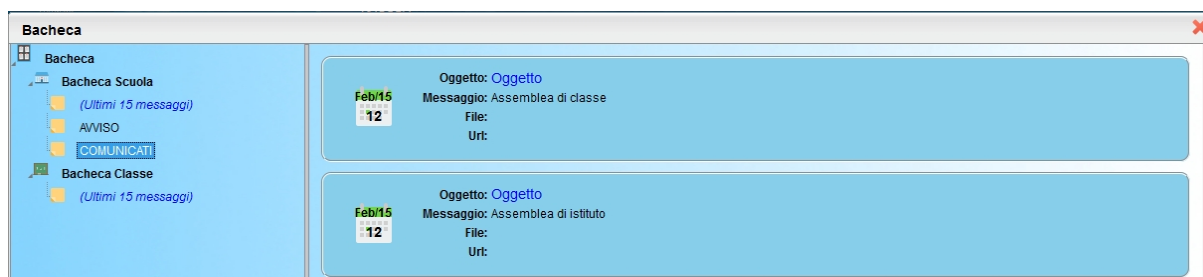 Bacheca
Bacheca
Bacheca Scuola
(Ultimi 15 messaggi)
AVVISO
COMUNICATI
Bacheca Classe
(Ultimi 15 messaggi)
Feb/15
12
Oggetto: Oggetto
Messaggio: Assemblea di classe
File:
Url:
Feb/15
12
Oggetto: Oggetto
Messaggio: Assemblea di istituto
File:
Url: